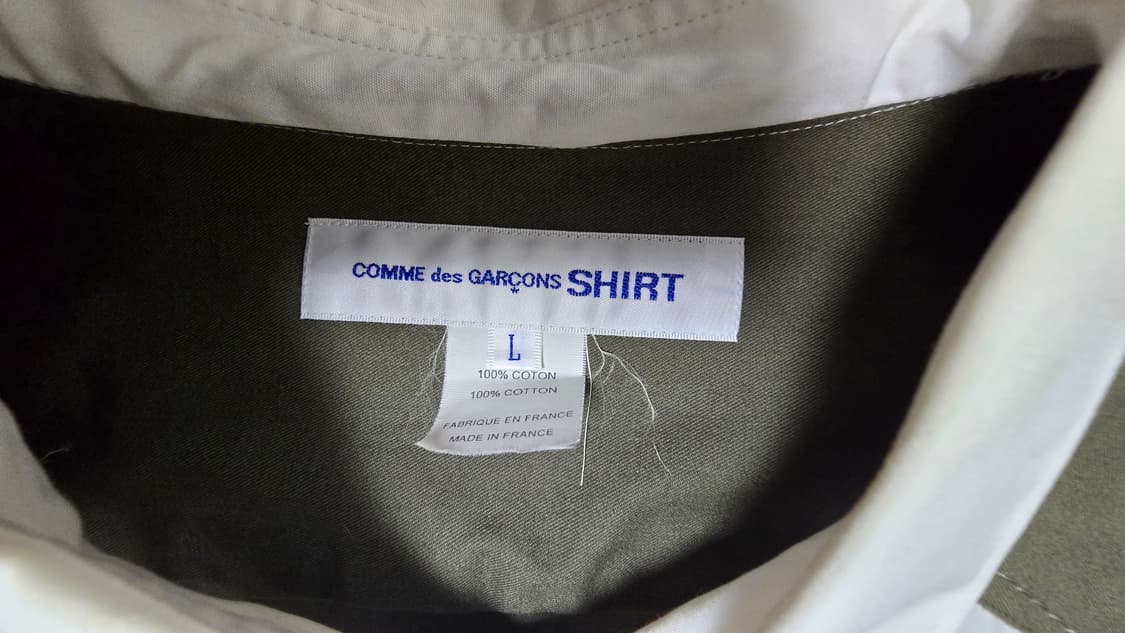 COMME des GARÇONS SHIRT
*
L
100% COTON
100% COTTON
FABRIQUE EN FRANCE
MADE IN FRANCE